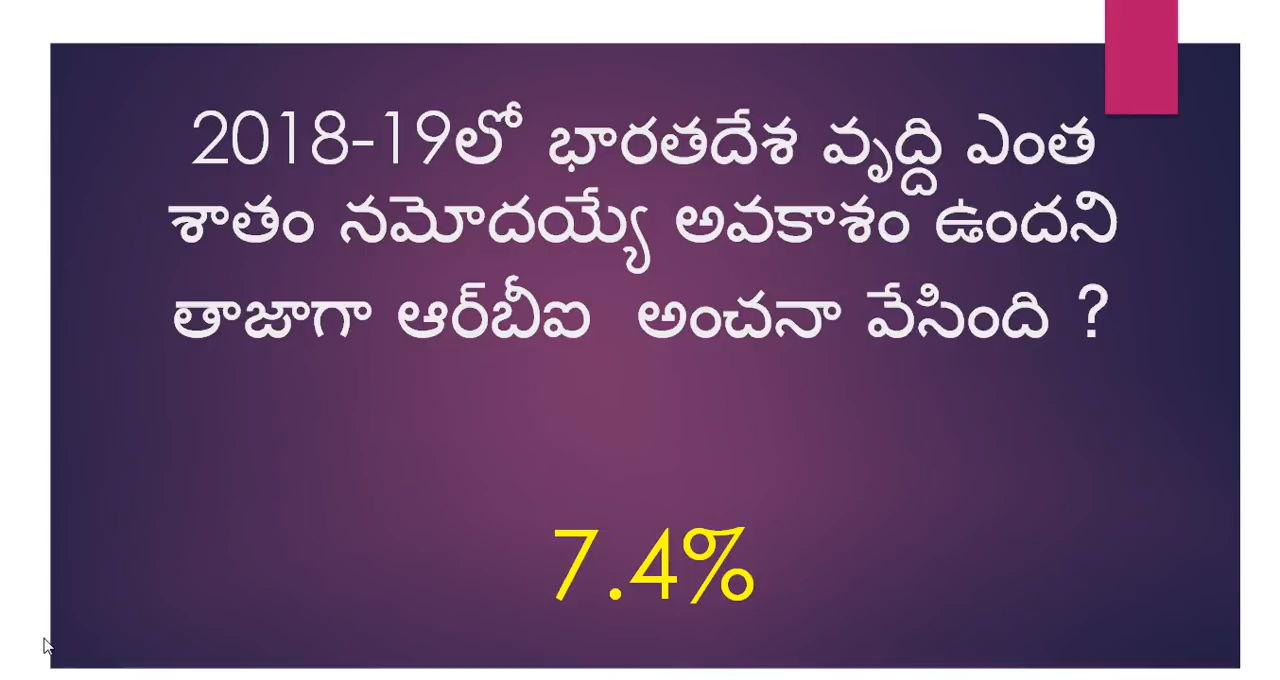 2018-19లో భారతదేశ వృద్ది ఎంత
శాతం నమోదయ్యే అవకాశం ఉందని
తాజాగా ఆర్‌బీఐ అంచనా వేసింది ?
7.4%